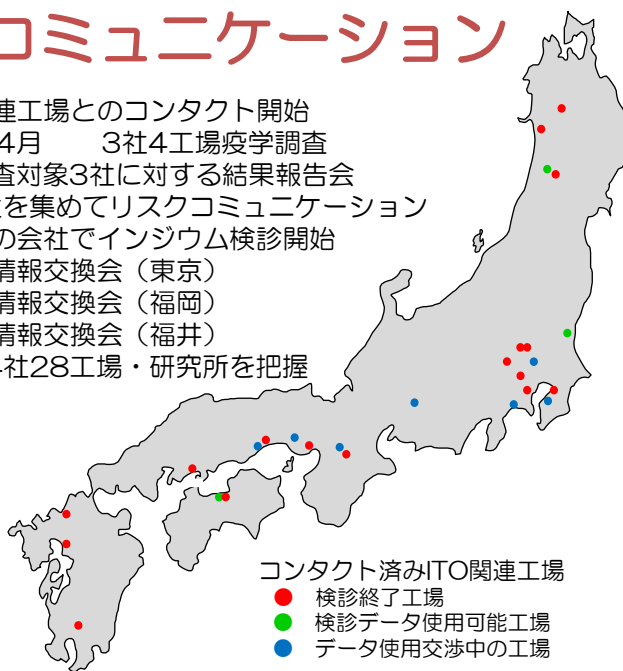 コミュニケーション
連工場とのコンタクト開始
4月 3社4工場疫学調査
査対象3社に対する結果報告会
を集めてリスクコミュニケーション
の会社でインジウム検診開始
情報交換会（東京）
情報交換会（福岡）
情報交換会（福井）
社28工場・研究所を把握
コンタクト済みITO関連工場
検診終了工場
検診データ使用可能工場
データ使用交渉中の工場